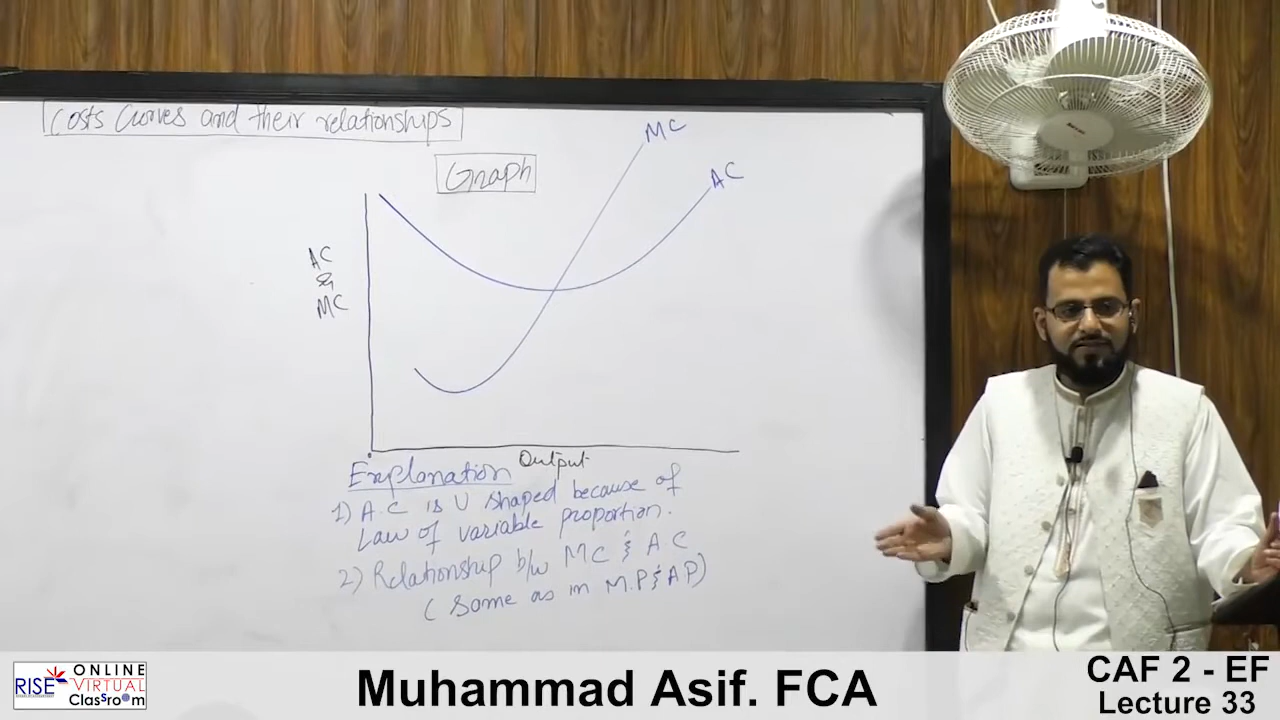 Costs Curves and their relationships
Graph
MC
AC
AC
&
MC
Output
Explanation
1) A.C is U shaped because of
Law of variable proportion.
2) Relationship b/w MC & AC
(Same as in M.P & AP)
RISE
ONLINE
VIRTUAL
Classroom
Muhammad Asif. FCA
CAF 2 - EF
Lecture 33